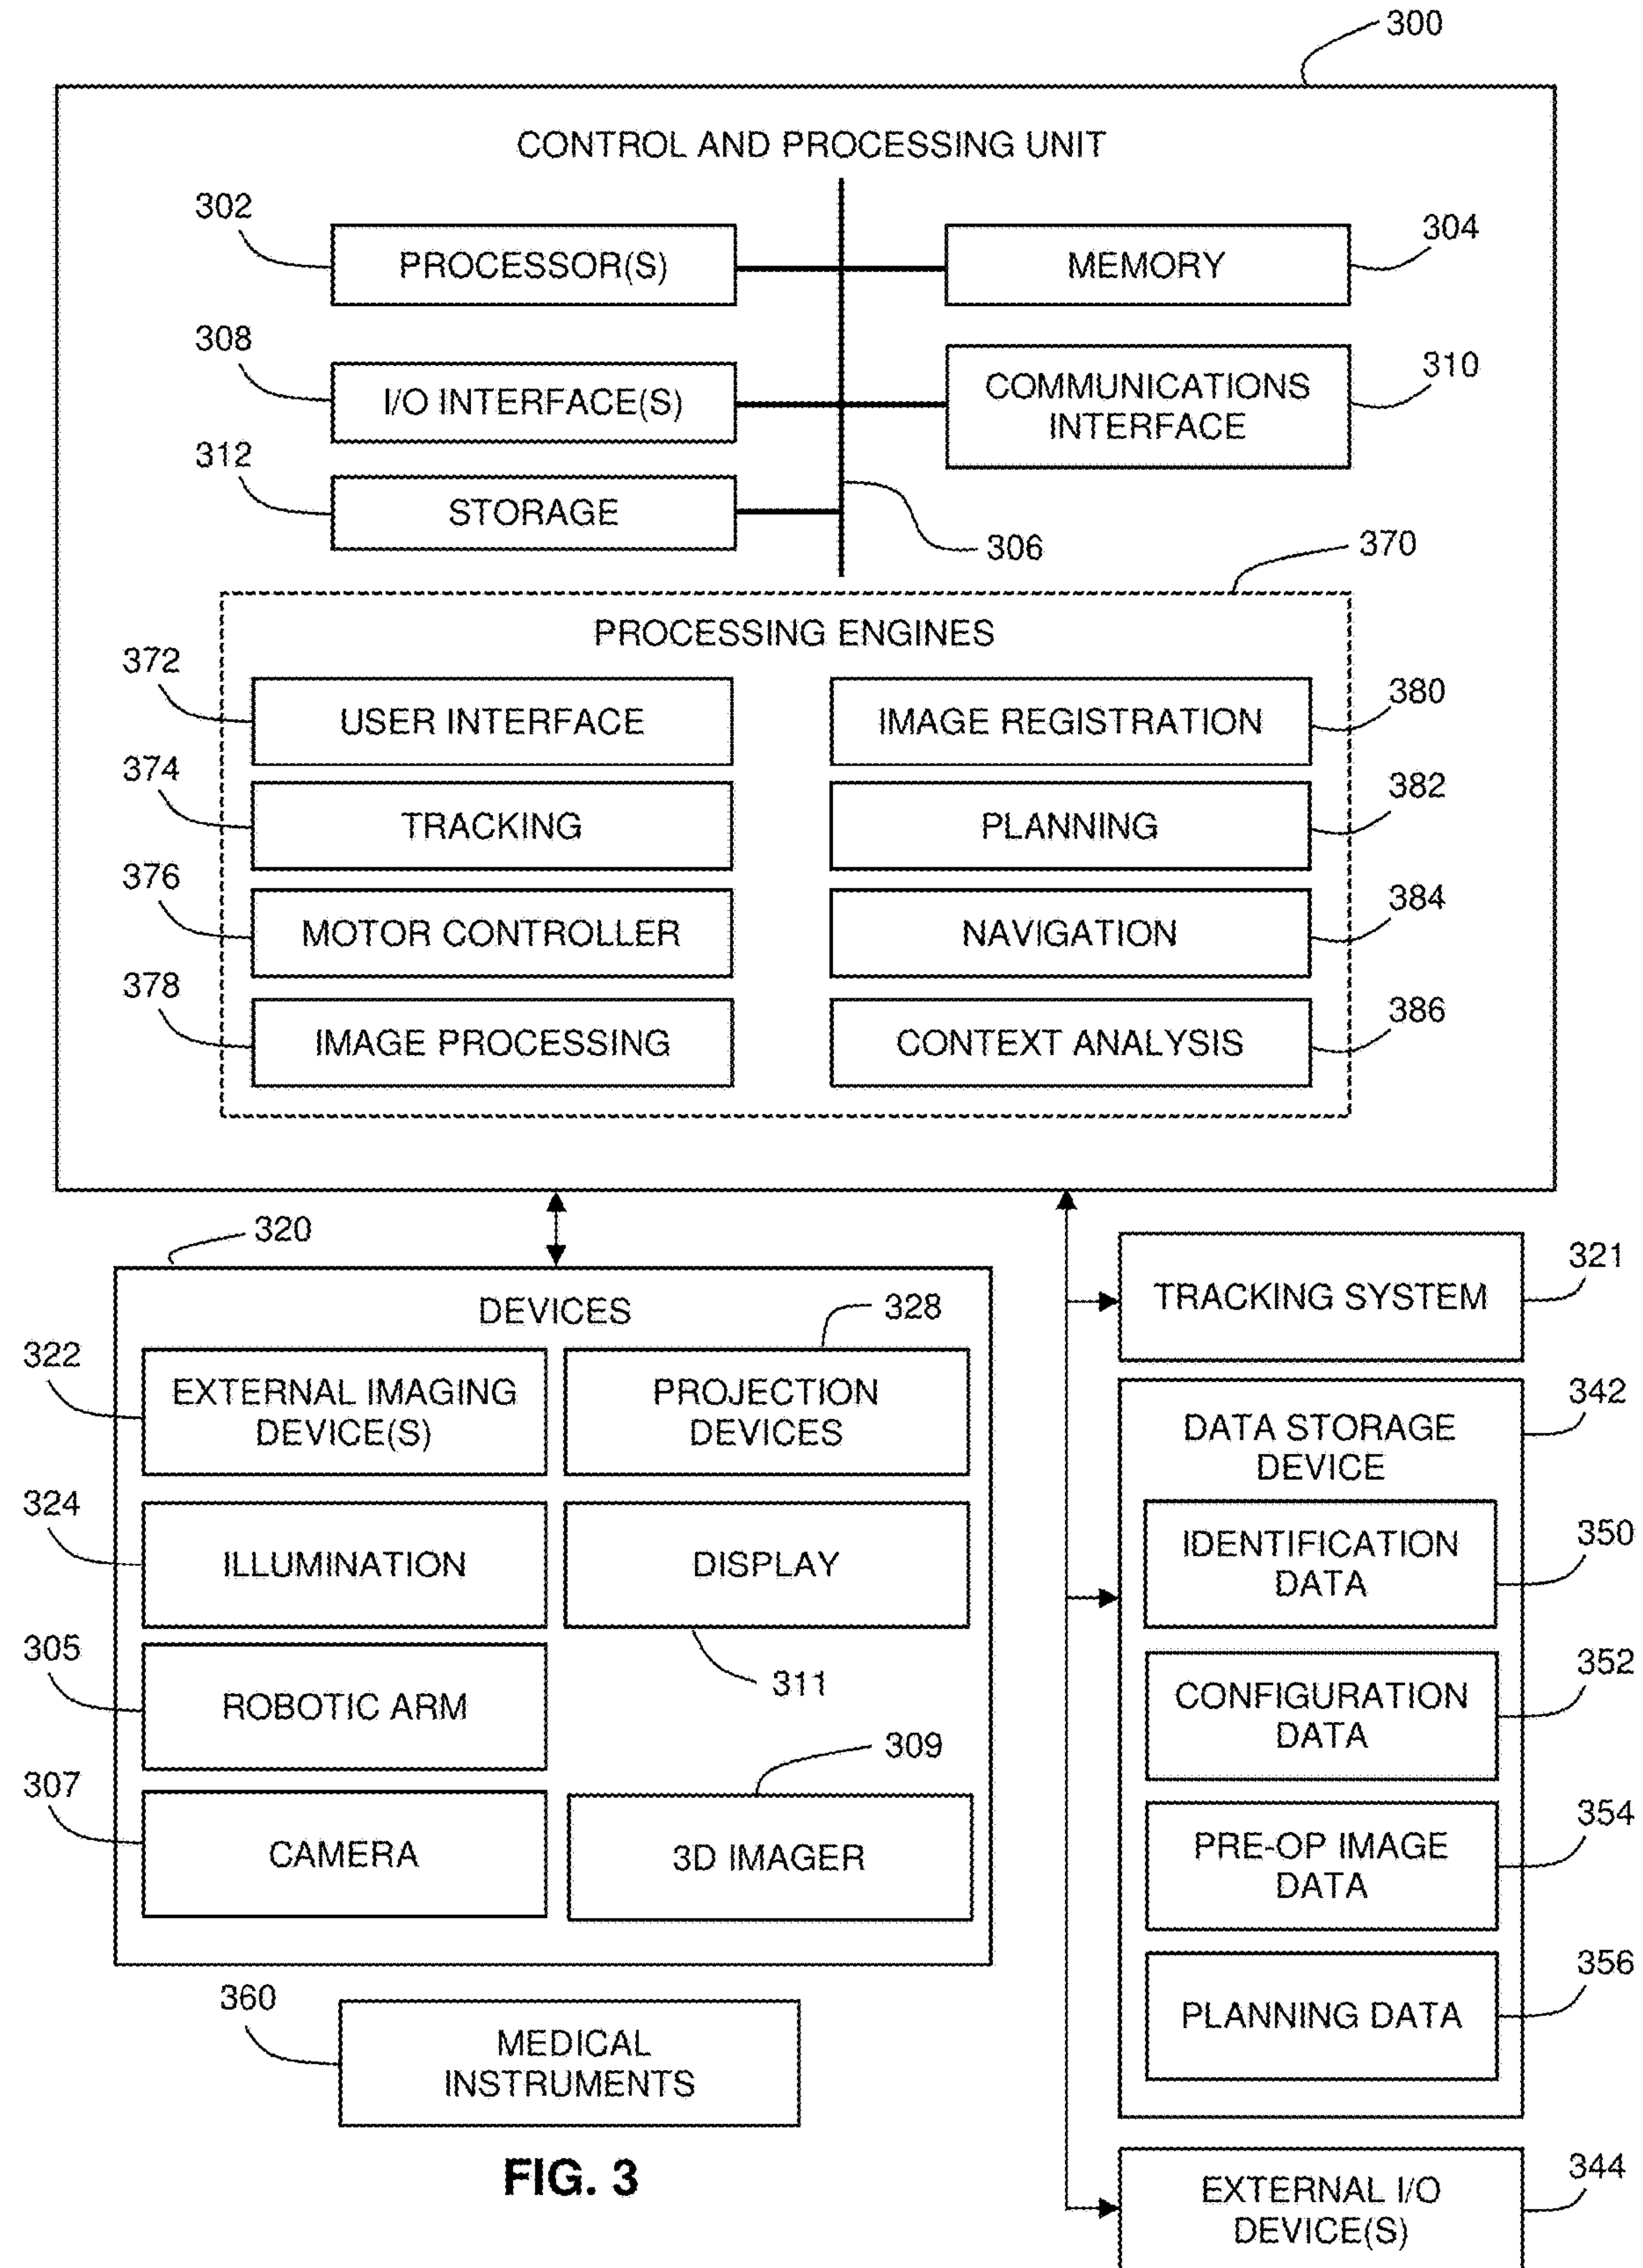 300
CONTROL AND PROCESSING UNIT
302
PROCESSOR(S)
MEMORY
304
308
I/O INTERFACE(S)
COMMUNICATIONS
INTERFACE
310
312
STORAGE
306
370
PROCESSING ENGINES
372
USER INTERFACE
IMAGE REGISTRATION
380
374
TRACKING
PLANNING
382
376
MOTOR CONTROLLER
NAVIGATION
384
378
IMAGE PROCESSING
CONTEXT ANALYSIS
386
320
DEVICES
328
322
EXTERNAL IMAGING
DEVICE(S)
PROJECTION
DEVICES
324
ILLUMINATION
DISPLAY
311
305
ROBOTIC ARM
309
307
CAMERA
3D IMAGER
360
MEDICAL
INSTRUMENTS
TRACKING SYSTEM
321
342
DATA STORAGE
DEVICE
IDENTIFICATION
DATA
350
CONFIGURATION
DATA
352
PRE-OP IMAGE
DATA
354
PLANNING DATA
356
EXTERNAL I/O
DEVICE(S)
344
FIG. 3